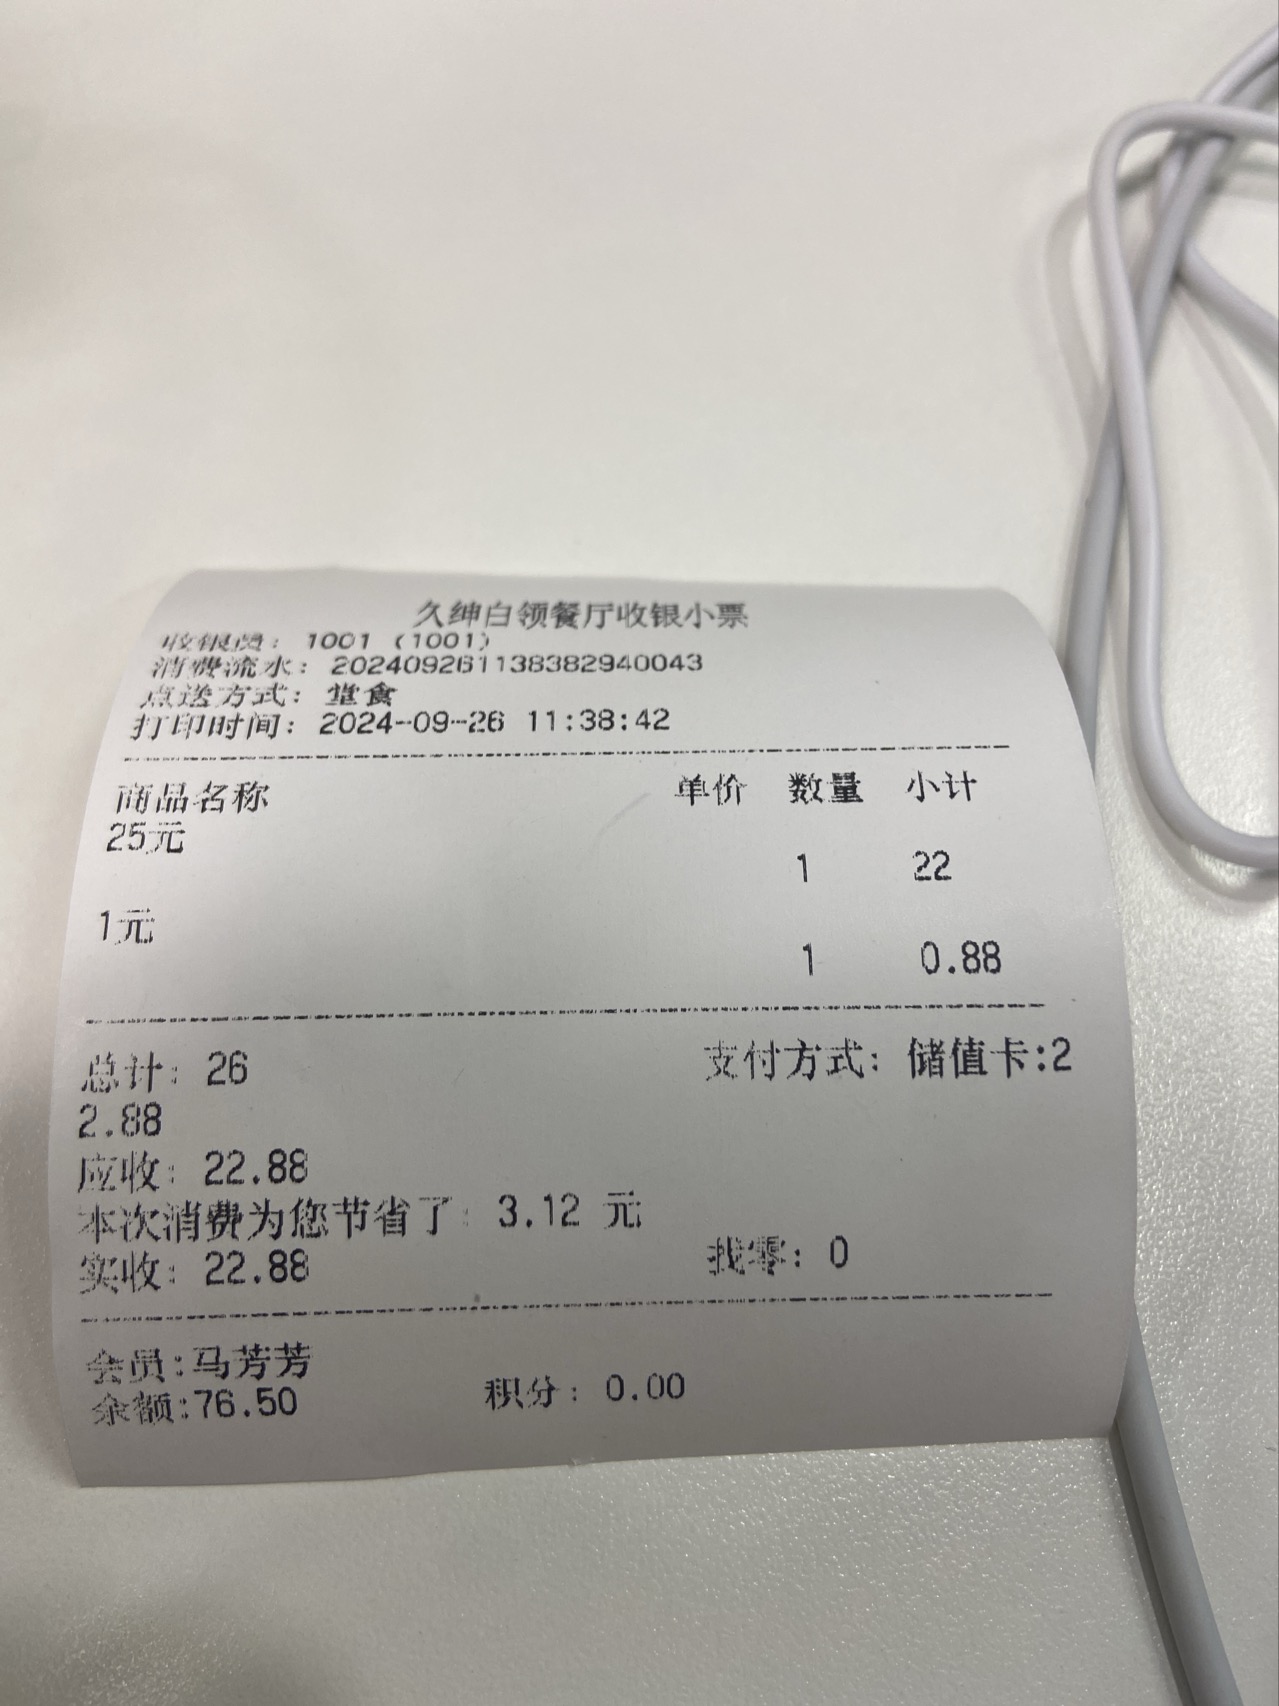 久绅白领餐厅收银小票
收银员：1001 (1001)
消费流水：20240926113838294​0043
点送方式：堂食
打印时间：2024-09-26 11:38:42
商品名称 单价 数量 小计
25元
1 22
1元
1 0.88
总计：26 支付方式：储值卡:2
2.88
应收：22.88
本次消费为您节省了：3.12 元
实收：22.88 找零：0
会员:马芳芳
余额:76.50 积分：0.00